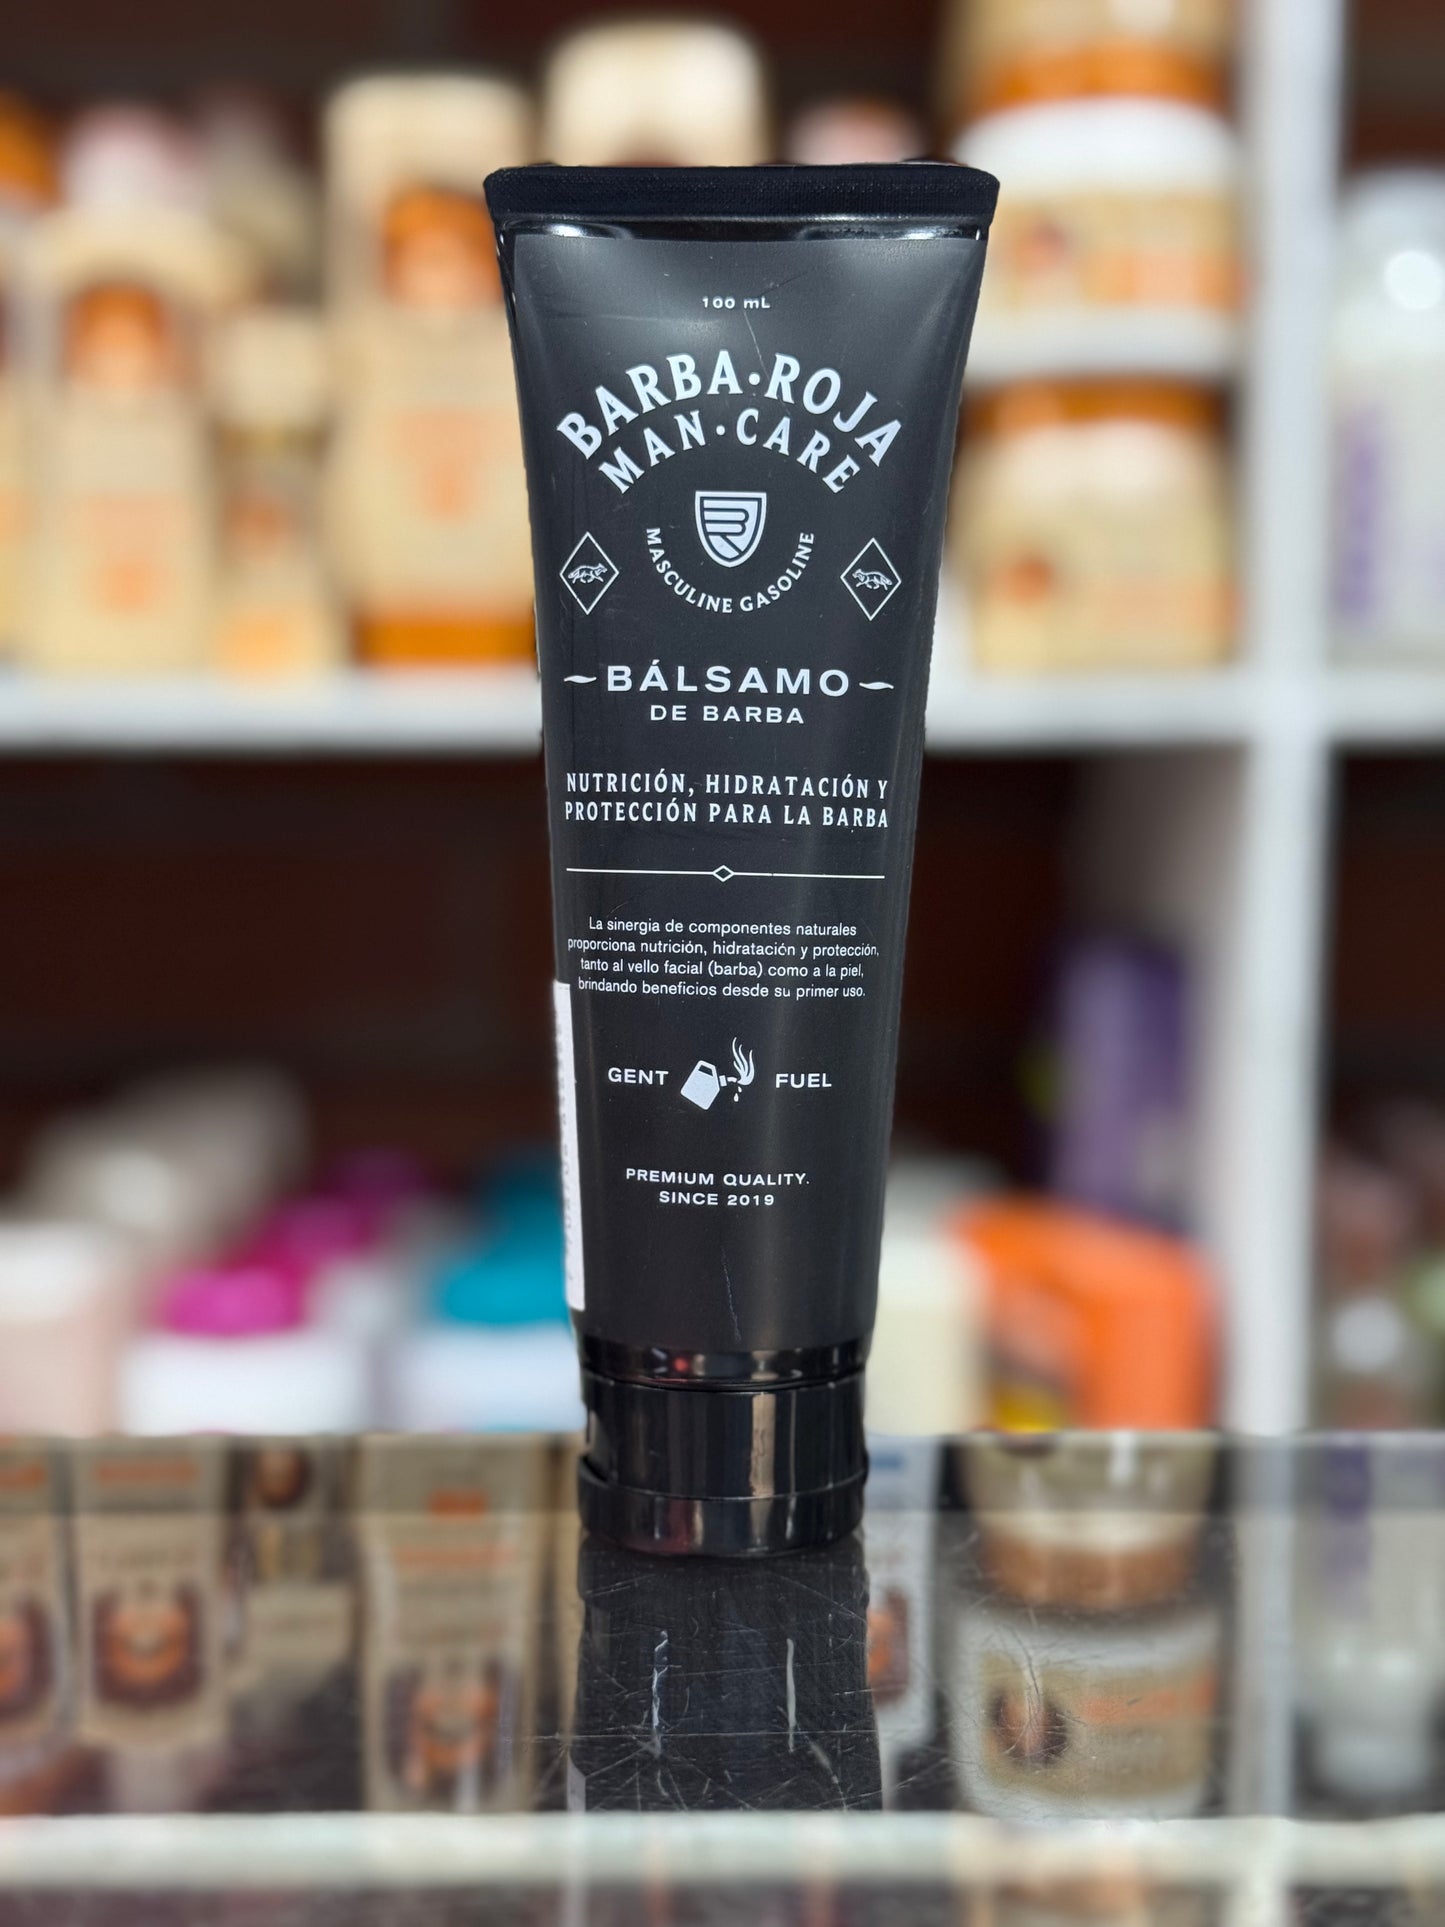 100 mL
BARBA·ROJA
MAN·CARE
MASCULINE GASOLINE
BÁLSAMO
DE BARBA
NUTRICIÓN, HIDRATACIÓN Y
PROTECCIÓN PARA LA BARBA
La sinergia de componentes naturales
proporciona nutrición, hidratación y protección,
tanto al vello facial (barba) como a la piel,
brindando beneficios desde su primer uso.
GENT FUEL
PREMIUM QUALITY.
SINCE 2019